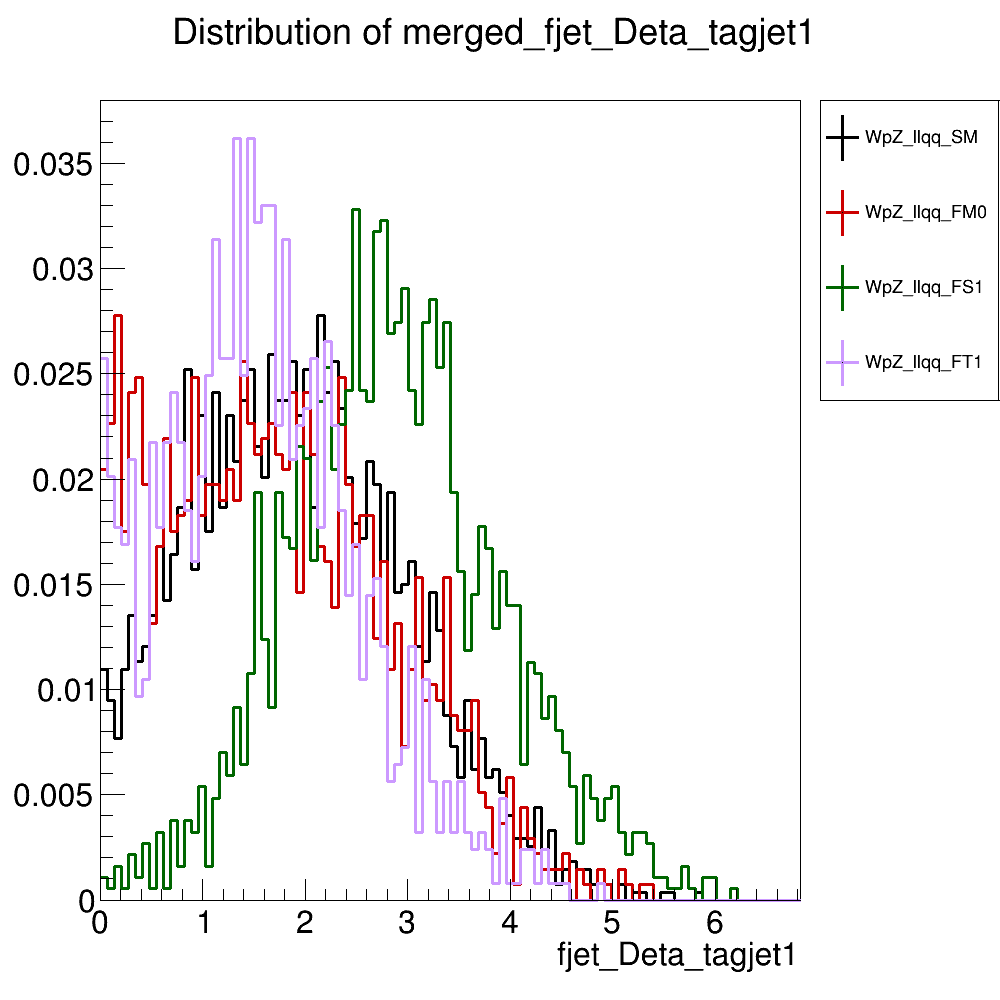 Distribution of merged_fjet_Deta_tagjet1
WpZ_llqq_SM
WpZ_llqq_FM0
WpZ_llqq_FS1
WpZ_llqq_FT1
0.035
0.03
0.025
0.02
0.015
0.01
0.005
0
0 1 2 3 4 5 6
fjet_Deta_tagjet1